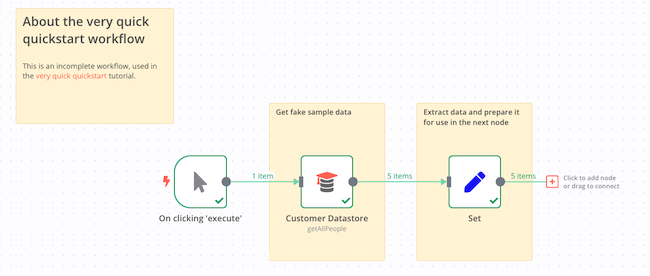 About the very quick
quickstart workflow
This is an incomplete workflow, used in
the very quick quickstart tutorial.
Get fake sample data
Extract data and prepare it
for use in the next node
1 item
5 items
5 items
Click to add node
or drag to connect
On clicking 'execute'
Customer Datastore
getAllPeople
Set